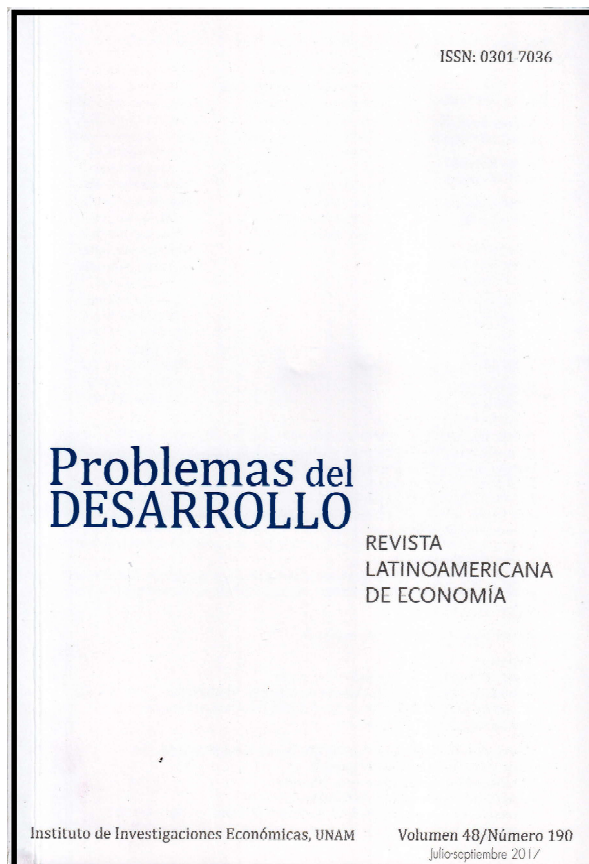 ISSN: 0301-7036
Problemas del
DESARROLLO
REVISTA
LATINOAMERICANA
DE ECONOMÍA
Instituto de Investigaciones Económicas, UNAM
Volumen 48/Número 190
Julio-septiembre 2017